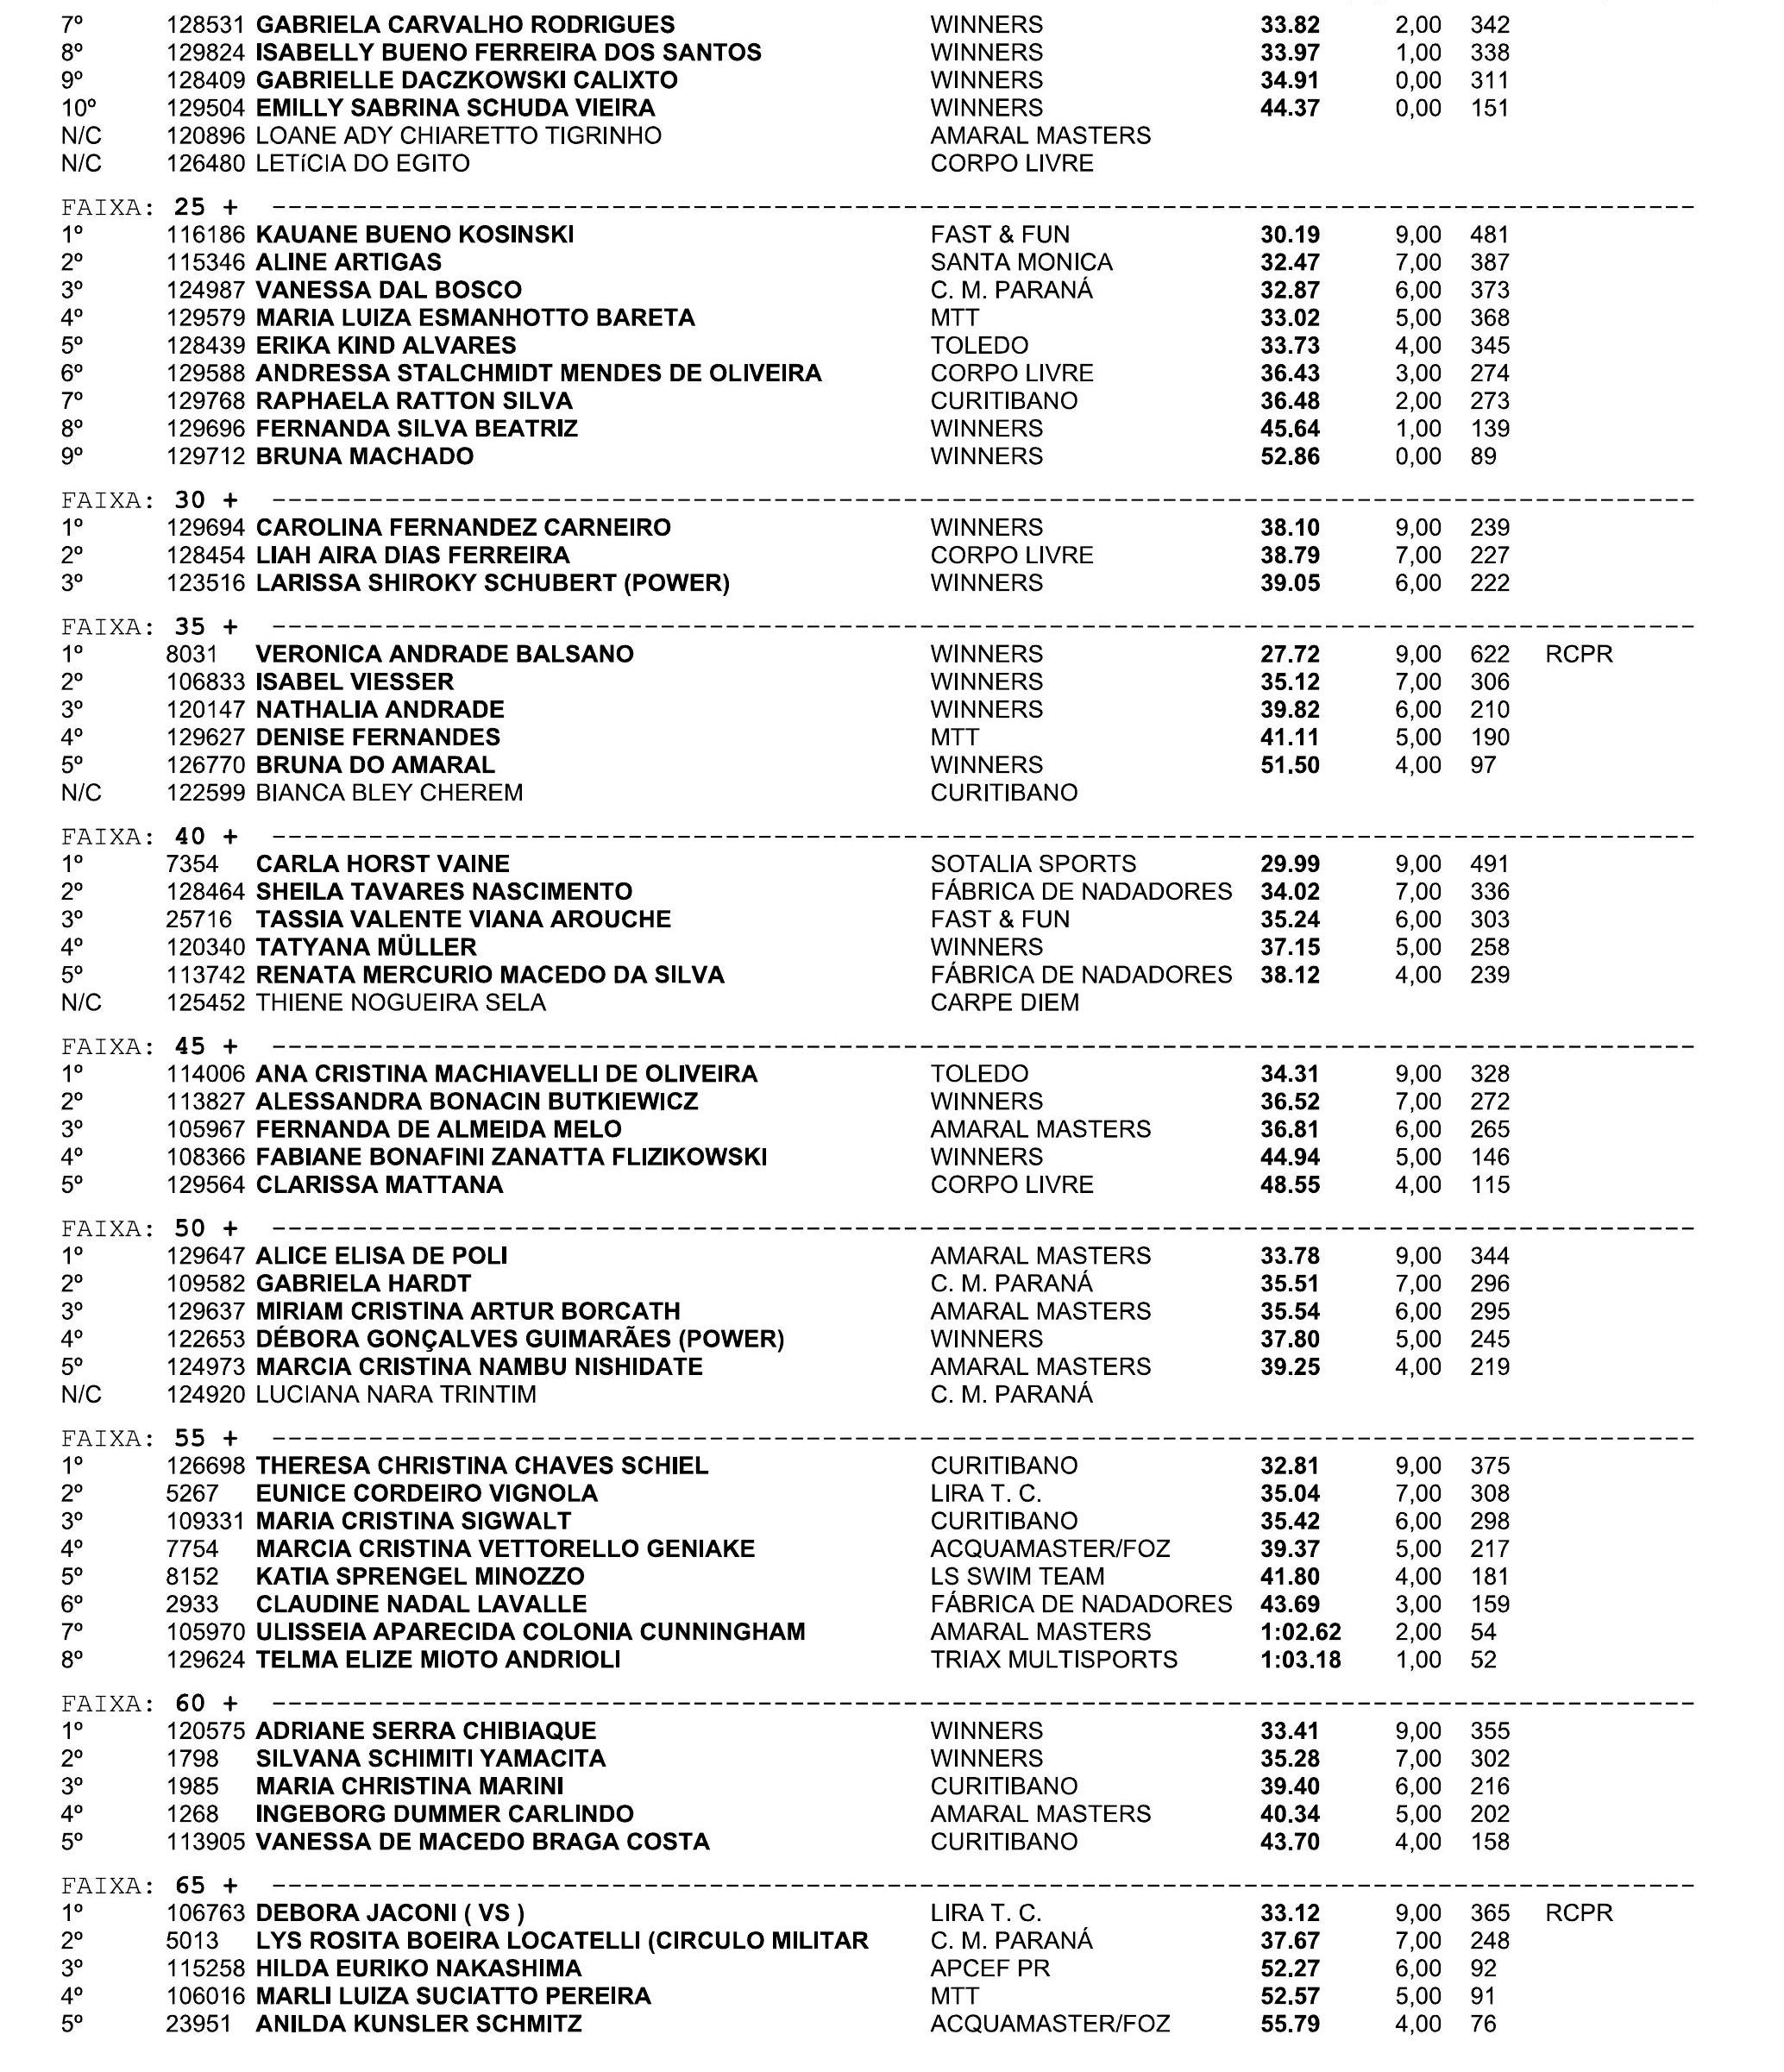 7º 128531 GABRIELA CARVALHO RODRIGUES WINNERS 33.82 2,00 342
8º 129824 ISABELLY BUENO FERREIRA DOS SANTOS WINNERS 33.97 1,00 338
9º 128409 GABRIELLE DACZKOWSKI CALIXTO WINNERS 34.91 0,00 311
10º 129504 EMILLY SABRINA SCHUDA VIEIRA WINNERS 44.37 0,00 151
N/C 120896 LOANE ADY CHIARETTO TIGRINHO AMARAL MASTERS
N/C 126480 LETíCIA DO EGITO CORPO LIVRE
FAIXA: 25 +
1º 116186 KAUANE BUENO KOSINSKI FAST & FUN 30.19 9,00 481
2º 115346 ALINE ARTIGAS SANTA MONICA 32.47 7,00 387
3º 124987 VANESSA DAL BOSCO C. M. PARANÁ 32.87 6,00 373
4º 129579 MARIA LUIZA ESMANHOTTO BARETA MTT 33.02 5,00 368
5º 128439 ERIKA KIND ALVARES TOLEDO 33.73 4,00 345
6º 129588 ANDRESSA STALCHMIDT MENDES DE OLIVEIRA CORPO LIVRE 36.43 3,00 274
7º 129768 RAPHAELA RATTON SILVA CURITIBANO 36.48 2,00 273
8º 129696 FERNANDA SILVA BEATRIZ WINNERS 45.64 1,00 139
9º 129712 BRUNA MACHADO WINNERS 52.86 0,00 89
FAIXA: 30 +
1º 129694 CAROLINA FERNANDEZ CARNEIRO WINNERS 38.10 9,00 239
2º 128454 LIAH AIRA DIAS FERREIRA CORPO LIVRE 38.79 7,00 227
3º 123516 LARISSA SHIROKY SCHUBERT (POWER) WINNERS 39.05 6,00 222
FAIXA: 35 +
1º 8031 VERONICA ANDRADE BALSANO WINNERS 27.72 9,00 622 RCPR
2º 106833 ISABEL VIESSER WINNERS 35.12 7,00 306
3º 120147 NATHALIA ANDRADE WINNERS 39.82 6,00 210
4º 129627 DENISE FERNANDES MTT 41.11 5,00 190
5º 126770 BRUNA DO AMARAL WINNERS 51.50 4,00 97
N/C 122599 BIANCA BLEY CHEREM CURITIBANO
FAIXA: 40 +
1º 7354 CARLA HORST VAINE SOTALIA SPORTS 29.99 9,00 491
2º 128464 SHEILA TAVARES NASCIMENTO FÁBRICA DE NADADORES 34.02 7,00 336
3º 25716 TASSIA VALENTE VIANA AROUCHE FAST & FUN 35.24 6,00 303
4º 120340 TATYANA MÜLLER WINNERS 37.15 5,00 258
5º 113742 RENATA MERCURIO MACEDO DA SILVA FÁBRICA DE NADADORES 38.12 4,00 239
N/C 125452 THIENE NOGUEIRA SELA CARPE DIEM
FAIXA: 45 +
1º 114006 ANA CRISTINA MACHIAVELLI DE OLIVEIRA TOLEDO 34.31 9,00 328
2º 113827 ALESSANDRA BONACIN BUTKIEWICZ WINNERS 36.52 7,00 272
3º 105967 FERNANDA DE ALMEIDA MELO AMARAL MASTERS 36.81 6,00 265
4º 108366 FABIANE BONAFINI ZANATTA FLIZIKOWSKI WINNERS 44.94 5,00 146
5º 129564 CLARISSA MATTANA CORPO LIVRE 48.55 4,00 115
FAIXA: 50 +
1º 129647 ALICE ELISA DE POLI AMARAL MASTERS 33.78 9,00 344
2º 109582 GABRIELA HARDT C. M. PARANÁ 35.51 7,00 296
3º 129637 MIRIAM CRISTINA ARTUR BORCATH AMARAL MASTERS 35.54 6,00 295
4º 122653 DÉBORA GONÇALVES GUIMARÃES (POWER) WINNERS 37.80 5,00 245
5º 124973 MARCIA CRISTINA NAMBU NISHIDATE AMARAL MASTERS 39.25 4,00 219
N/C 124920 LUCIANA NARA TRINTIM C. M. PARANÁ
FAIXA: 55 +
1º 126698 THERESA CHRISTINA CHAVES SCHIEL CURITIBANO 32.81 9,00 375
2º 5267 EUNICE CORDEIRO VIGNOLA LIRA T. C. 35.04 7,00 308
3º 109331 MARIA CRISTINA SIGWALT CURITIBANO 35.42 6,00 298
4º 7754 MARCIA CRISTINA VETTORELLO GENIAKE ACQUAMASTER/FOZ 39.37 5,00 217
5º 8152 KATIA SPRENGEL MINOZZO LS SWIM TEAM 41.80 4,00 181
6º 2933 CLAUDINE NADAL LAVALLE FÁBRICA DE NADADORES 43.69 3,00 159
7º 105970 ULISSEIA APARECIDA COLONIA CUNNINGHAM AMARAL MASTERS 1:02.62 2,00 54
8º 129624 TELMA ELIZE MIOTO ANDRIOLI TRIAX MULTISPORTS 1:03.18 1,00 52
FAIXA: 60 +
1º 120575 ADRIANE SERRA CHIBIAQUE WINNERS 33.41 9,00 355
2º 1798 SILVANA SCHIMITI YAMACITA WINNERS 35.28 7,00 302
3º 1985 MARIA CHRISTINA MARINI CURITIBANO 39.40 6,00 216
4º 1268 INGEBORG DUMMER CARLINDO AMARAL MASTERS 40.34 5,00 202
5º 113905 VANESSA DE MACEDO BRAGA COSTA CURITIBANO 43.70 4,00 158
FAIXA: 65 +
1º 106763 DEBORA JACONI ( VS ) LIRA T. C. 33.12 9,00 365 RCPR
2º 5013 LYS ROSITA BOEIRA LOCATELLI (CIRCULO MILITAR C. M. PARANÁ 37.67 7,00 248
3º 115258 HILDA EURIKO NAKASHIMA APCEF PR 52.27 6,00 92
4º 106016 MARLI LUIZA SUCIATTO PEREIRA MTT 52.57 5,00 91
5º 23951 ANILDA KUNSLER SCHMITZ ACQUAMASTER/FOZ 55.79 4,00 76